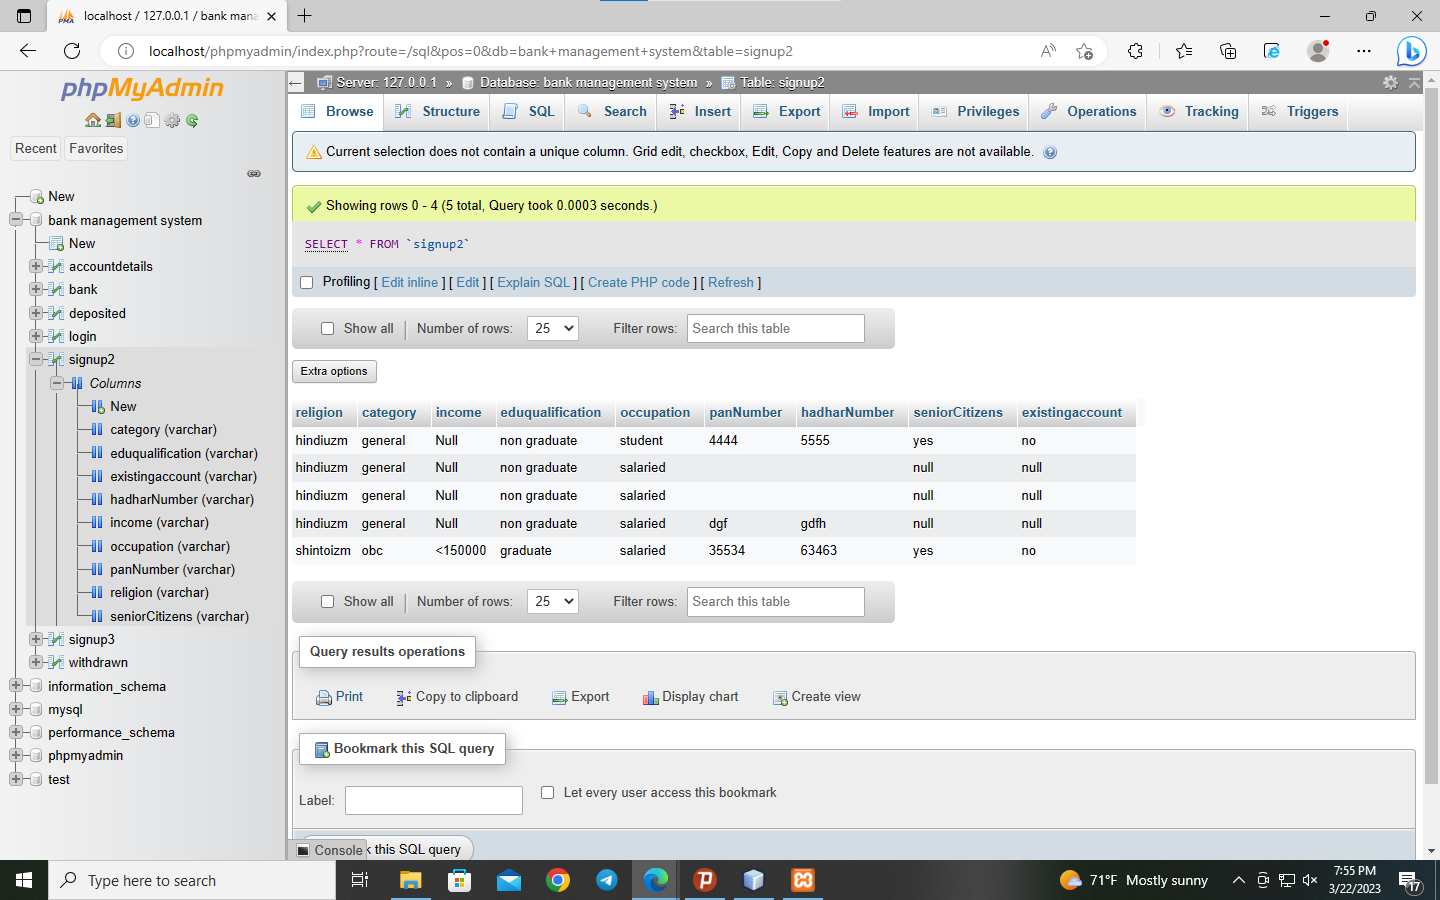 localhost / 127.0.0.1 / bank mana
localhost/phpmyadmin/index.php?route=/sql&pos=0&db=bank+management+system&table=signup2
phpMyAdmin
Recent Favorites
New
bank management system
New
accountdetails
bank
deposited
login
signup2
Columns
New
category (varchar)
eduqualification (varchar)
existingaccount (varchar)
hadharNumber (varchar)
income (varchar)
occupation (varchar)
panNumber (varchar)
religion (varchar)
seniorCitizens (varchar)
signup3
withdrawn
information_schema
mysql
performance_schema
phpmyadmin
test
Server: 127.0.0.1 » Database: bank management system » Table: signup2
Browse Structure SQL Search Insert Export Import Privileges Operations Tracking Triggers
Current selection does not contain a unique column. Grid edit, checkbox, Edit, Copy and Delete features are not available.
Showing rows 0 - 4 (5 total, Query took 0.0003 seconds.)
SELECT * FROM `signup2`
Profiling [ Edit inline ] [ Edit ] [ Explain SQL ] [ Create PHP code ] [ Refresh ]
Show all | Number of rows: 25 Filter rows: Search this table
Extra options
religion category income eduqualification occupation panNumber hadharNumber seniorCitizens existingaccount
hindiuzm general Null non graduate student 4444 5555 yes no
hindiuzm general Null non graduate salaried null null
hindiuzm general Null non graduate salaried null null
hindiuzm general Null non graduate salaried dgf gdfh null null
shintoizm obc <150000 graduate salaried 35534 63463 yes no
Show all | Number of rows: 25 Filter rows: Search this table
Query results operations
Print Copy to clipboard Export Display chart Create view
Bookmark this SQL query
Label: Let every user access this bookmark
Console k this SQL query
Type here to search
71°F Mostly sunny
7:55 PM
3/22/2023
17